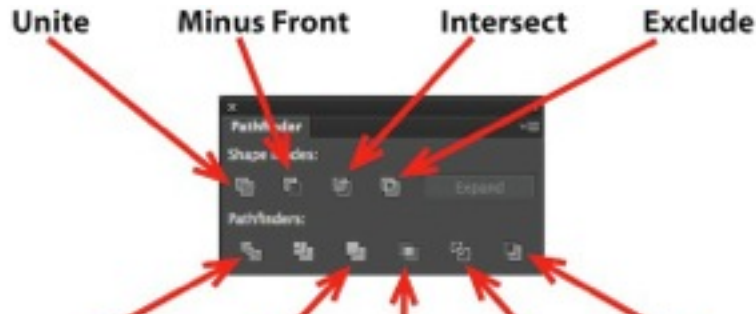 Unite Minus Front Intersect Exclude
Pathfinder
Shape Modes:
Expand
Pathfinders: